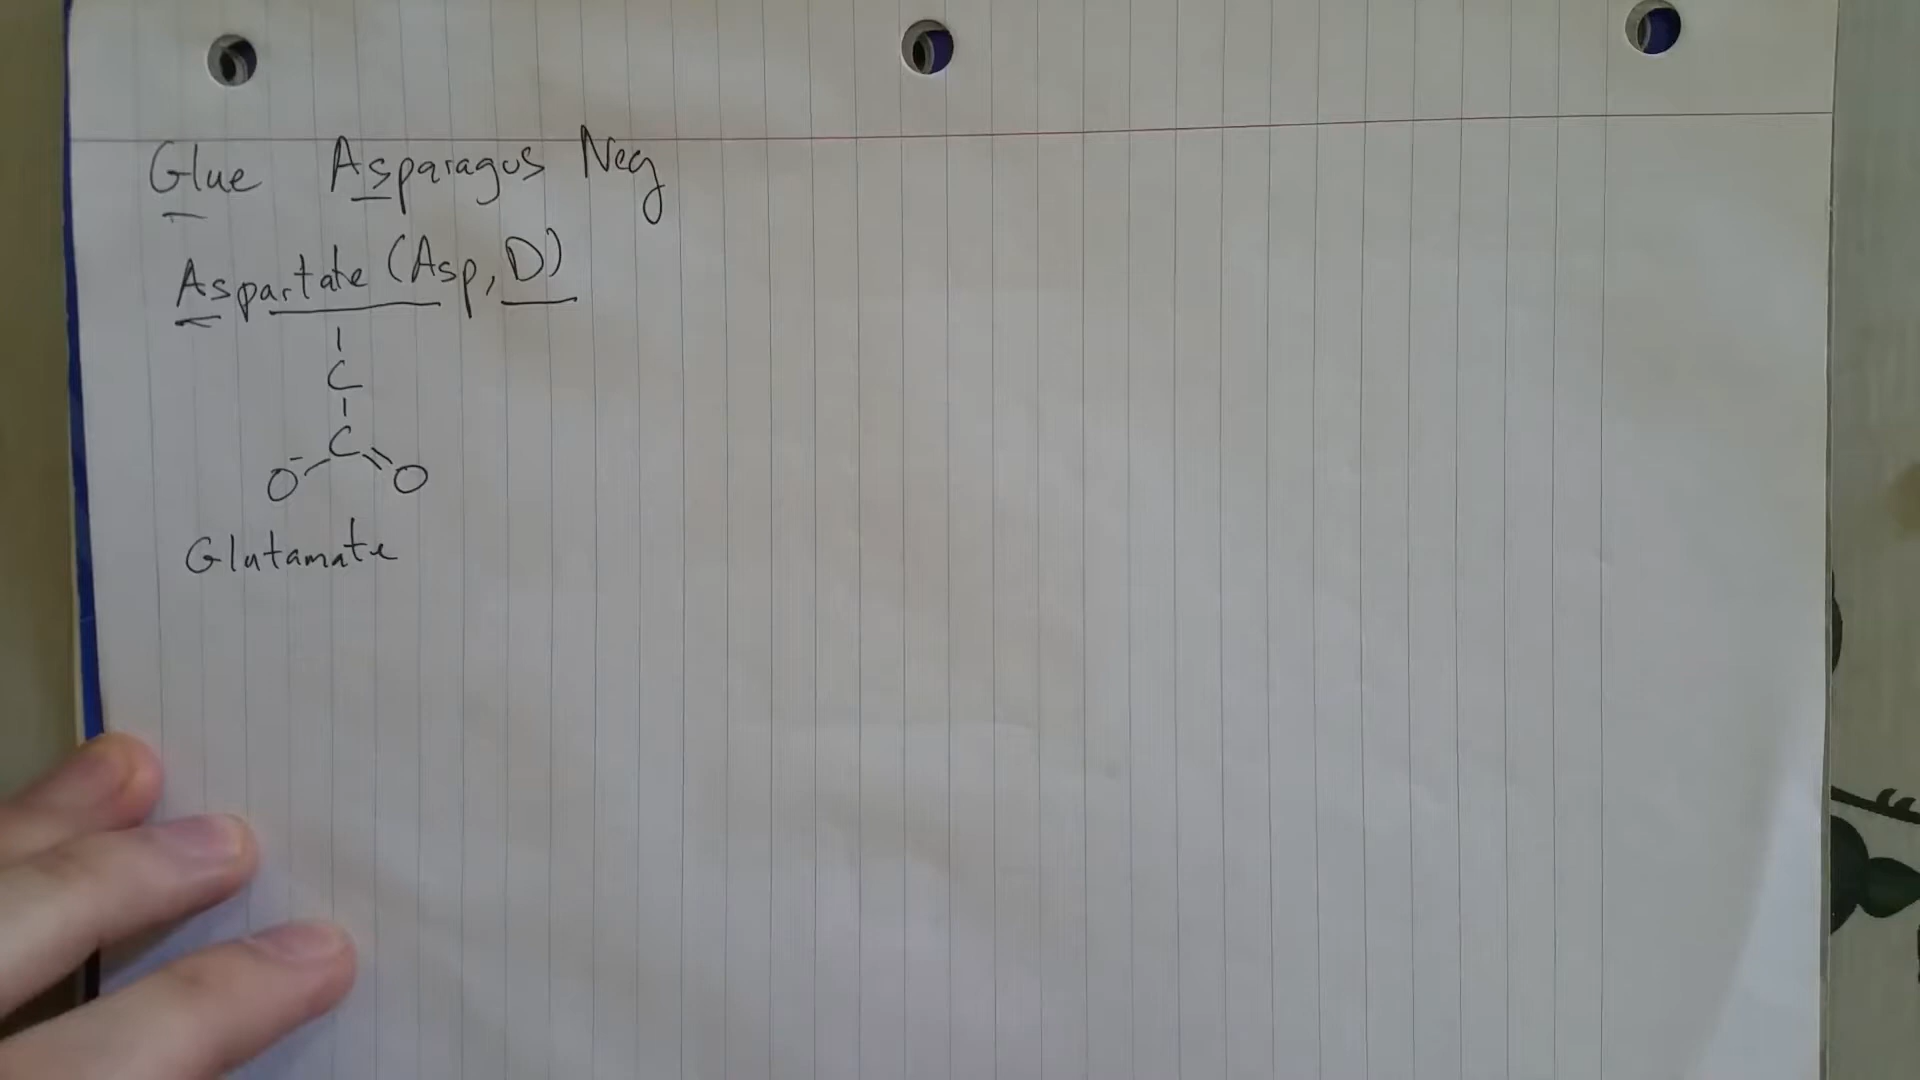 Glue Asparagus Neg
Aspartate (Asp, D)
C
C
O⁻ O
Glutamate